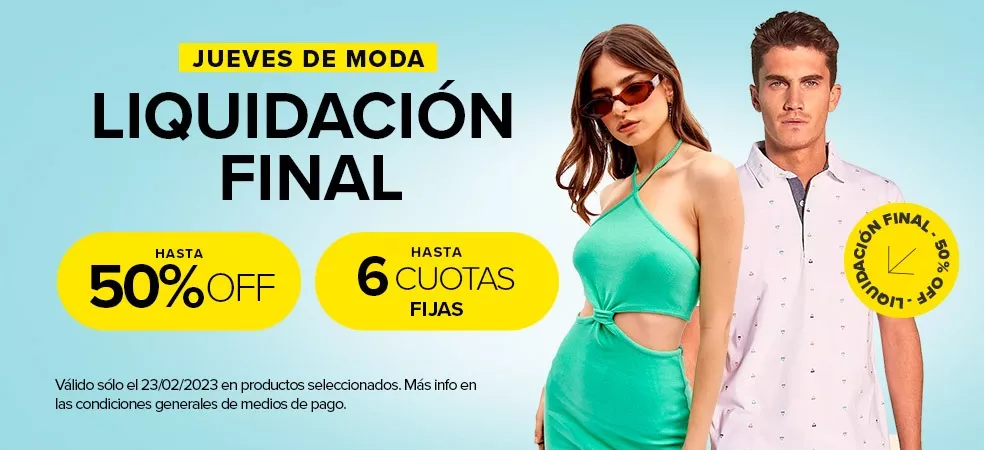 JUEVES DE MODA
LIQUIDACIÓN
FINAL
HASTA
50% OFF
HASTA
6 CUOTAS
FIJAS
LIQUIDACIÓN FINAL - 50% OFF -
Válido sólo el 23/02/2023 en productos seleccionados. Más info en
las condiciones generales de medios de pago.